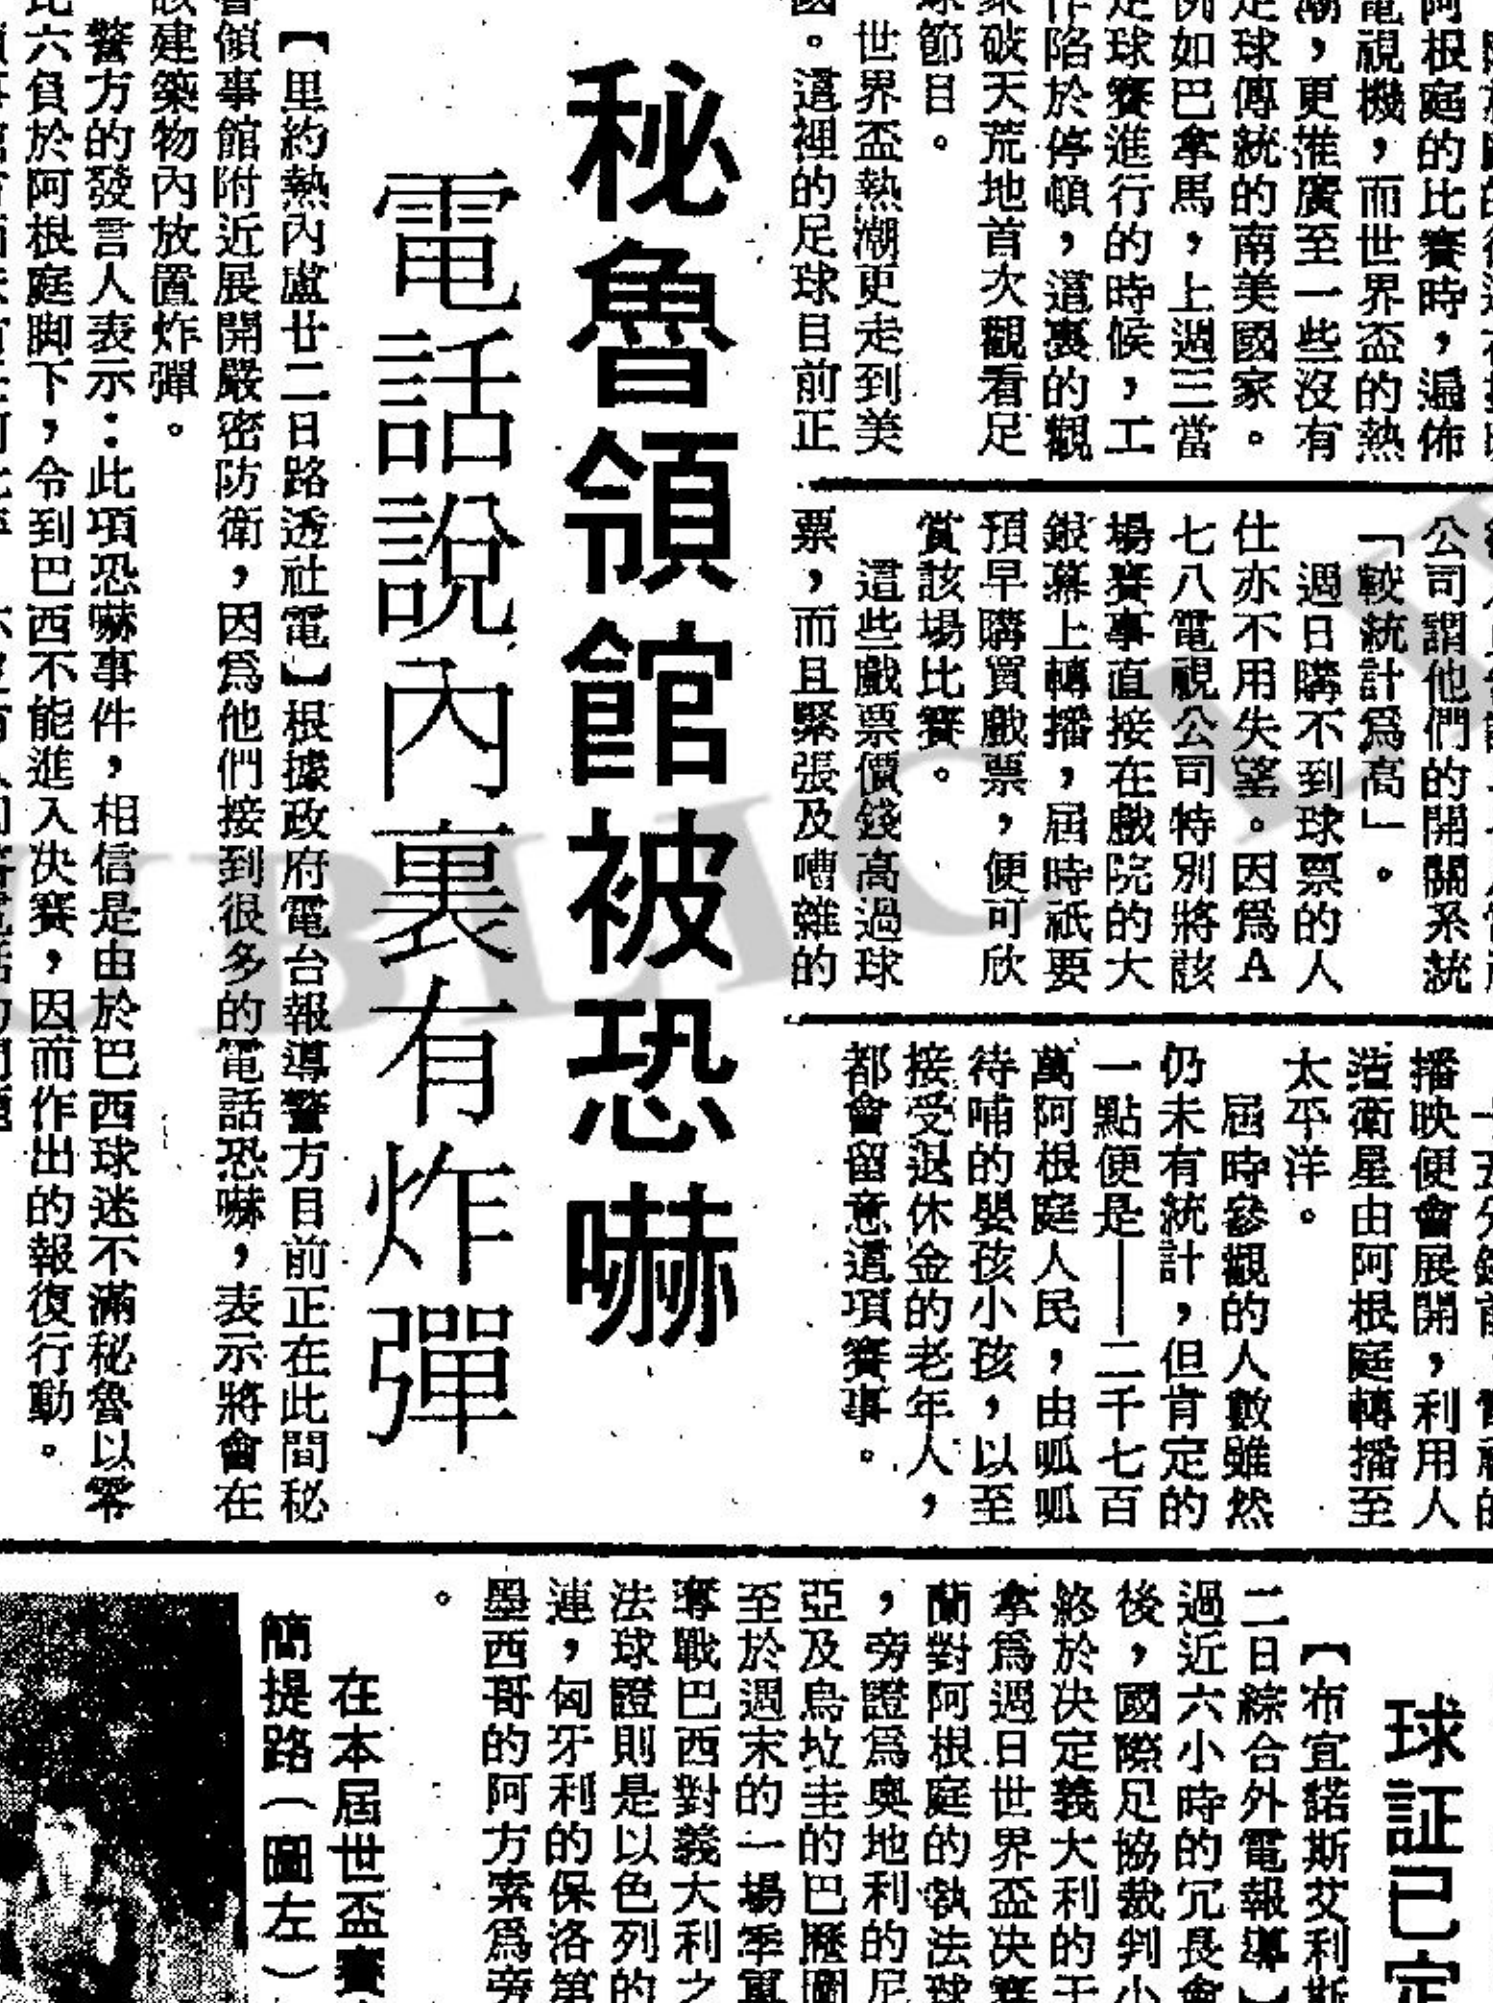 阿根庭的比賽時，遍佈
電視機，而世界盃的熱
潮，更推廣至一些沒有
足球傳統的南美國家。
例如巴拿馬，上週三當
足球賽進行的時候，工
作陷於停頓，這裏的觀
衆破天荒地首次觀看足
球節目。
世界盃熱潮更走到美
國。這裡的足球目前正
公司謂他們的開關系統
「較統計爲高」。
週日購不到球票的人
仕亦不用失望。因爲A
七八電視公司特別將該
場賽事直接在戲院的大
銀幕上轉播，屆時祇要
預早購買戲票，便可欣
賞該場比賽。
這些戲票價錢高過球
票，而且緊張及嘈雜的
播映便會展開，利用人
造衛星由阿根庭轉播至
太平洋。
屆時參觀的人數雖然
仍未有統計，但肯定的
一點便是——二千七百
萬阿根庭人民，由呱呱
待哺的嬰孩小孩，以至
接受退休金的老年人，
都會留意這項賽事。
秘魯領館被恐嚇
電話說內裏有炸彈
【里約熱內盧廿二日路透社電】根據政府電台報導警方目前正在此間秘
魯領事館附近展開嚴密防衛，因爲他們接到很多的電話恐嚇，表示將會在
該建築物內放置炸彈。
警方的發言人表示：此項恐嚇事件，相信是由於巴西球迷不滿秘魯以零
比六負於阿根庭脚下，令到巴西不能進入决賽，因而作出的報復行動。
球証已定
【布宜諾斯艾利斯
二日綜合外電報導】
過近六小時的冗長會
後，國際足協裁判小
終於决定義大利的干
拿爲週日世界盃决賽
蘭對阿根庭的執法球
，旁證爲奧地利的尼
亞及烏拉圭的巴歷圖
至於週末的一場季軍
奪戰巴西對義大利之
法球證則是以色列的
連，匈牙利的保洛第
墨西哥的阿方索爲旁
。
在本屆世盃賽
簡提路（圖左）
PUBLIC LI